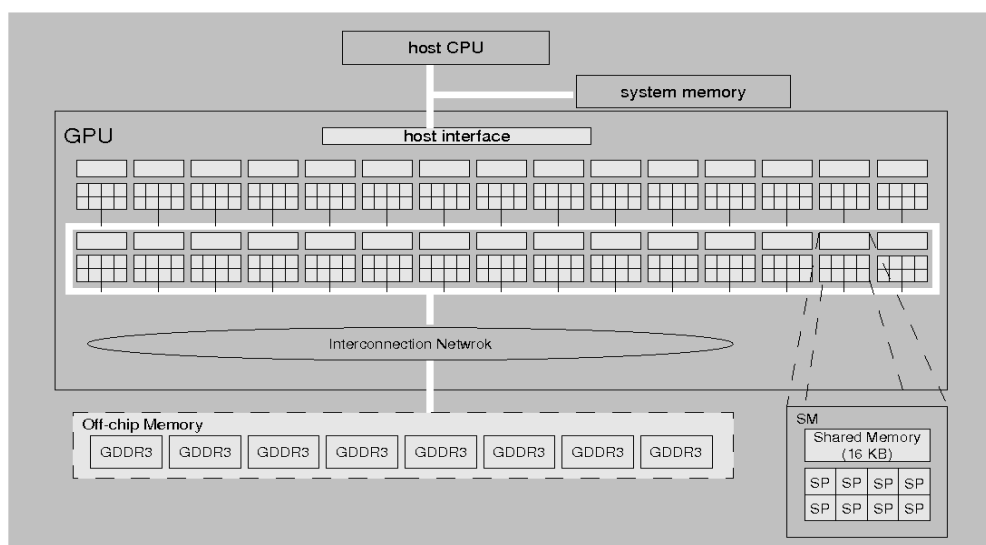 host CPU
system memory
GPU
host interface
Interconnection Netwrok
Off-chip Memory
GDDR3 GDDR3 GDDR3 GDDR3 GDDR3 GDDR3 GDDR3 GDDR3
SM
Shared Memory
(16 KB)
SP SP SP SP
SP SP SP SP